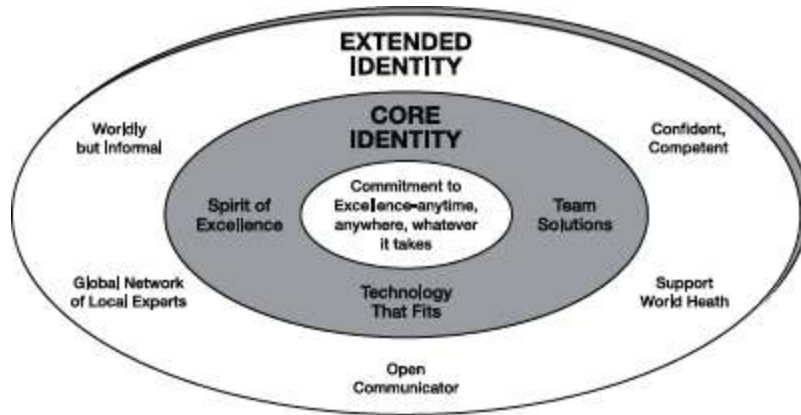 EXTENDED
IDENTITY
CORE
IDENTITY
Worldly
but Informal
Confident,
Competent
Commitment to
Excellence-anytime,
anywhere, whatever
it takes
Spirit of
Excellence
Team
Solutions
Technology
That Fits
Global Network
of Local Experts
Support
World Heath
Open
Communicator